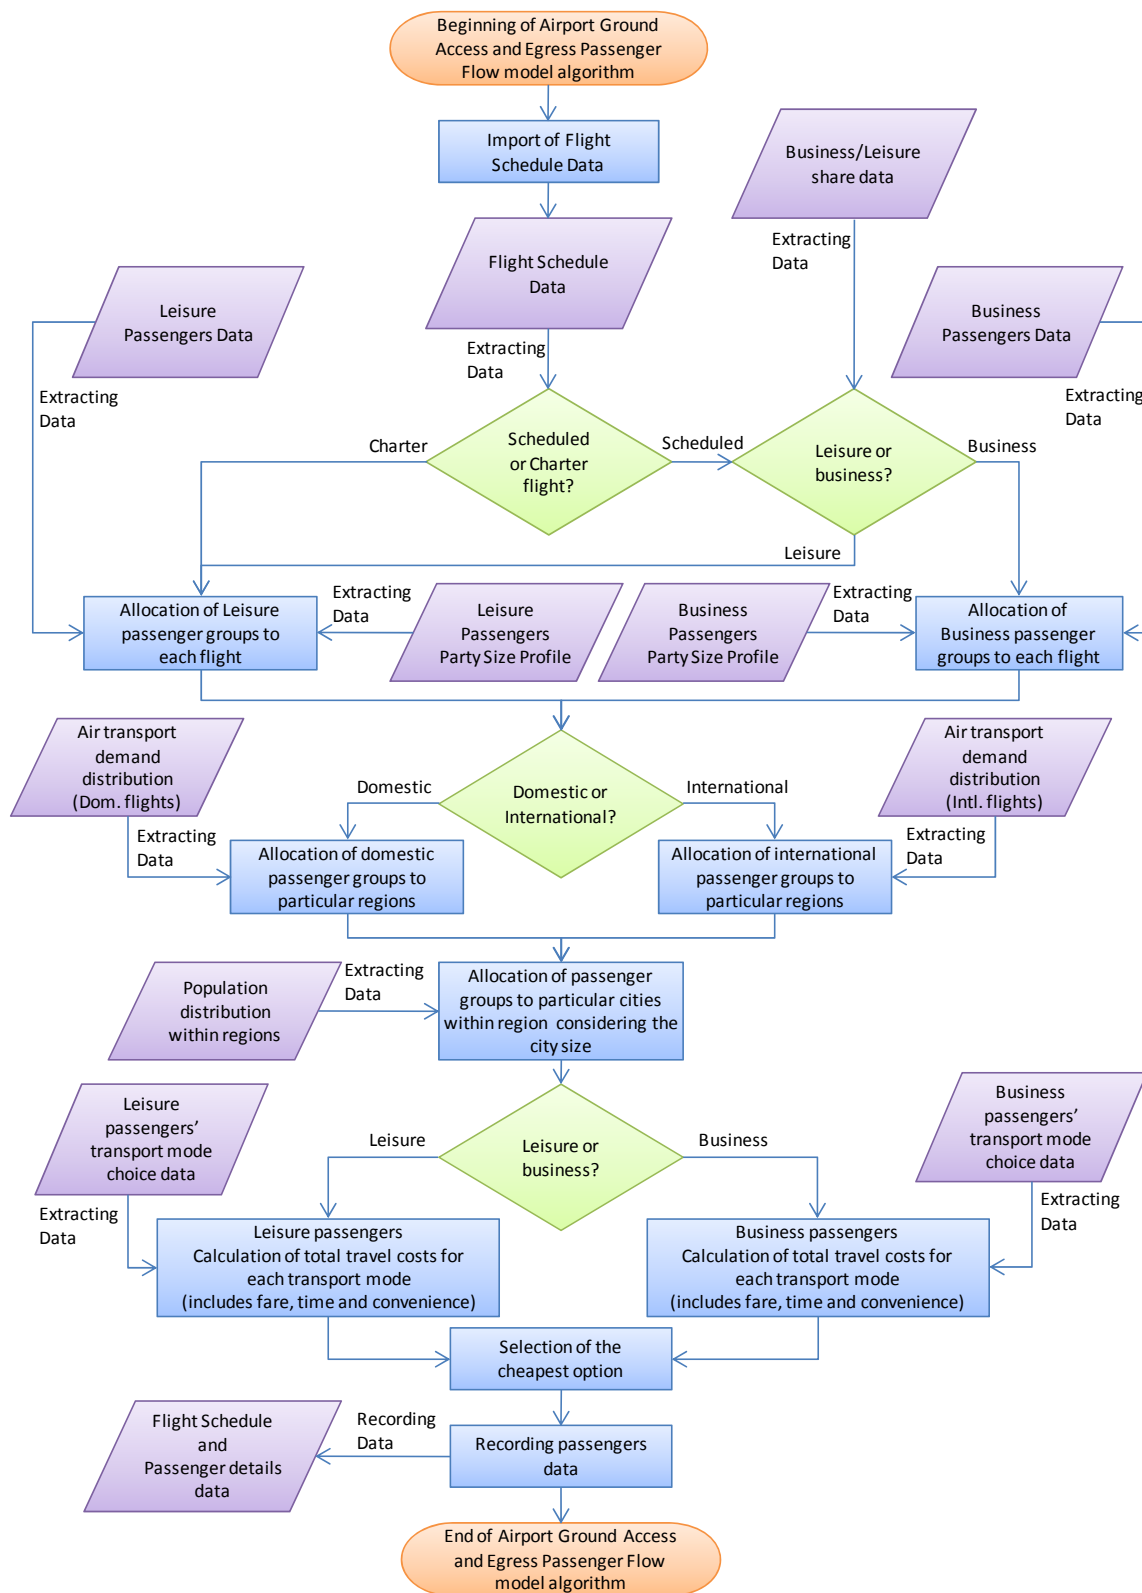 Beginning of Airport Ground
Access and Egress Passenger
Flow model algorithm
Import of Flight
Schedule Data
Business/Leisure
share data
Extracting
Data
Flight Schedule
Data
Leisure
Passengers Data
Business
Passengers Data
Extracting
Data
Extracting
Data
Extracting
Data
Charter
Scheduled
or Charter
flight?
Scheduled
Leisure or
business?
Business
Leisure
Allocation of Leisure
passenger groups to
each flight
Extracting
Data
Leisure
Passengers
Party Size Profile
Business
Passengers
Party Size Profile
Extracting
Data
Allocation of
Business passenger
groups to each flight
Air transport
demand
distribution
(Dom. flights)
Domestic
Domestic or
International?
International
Air transport
demand
distribution
(Intl. flights)
Extracting
Data
Allocation of domestic
passenger groups to
particular regions
Allocation of international
passenger groups to
particular regions
Extracting
Data
Population
distribution
within regions
Extracting
Data
Allocation of passenger
groups to particular cities
within region considering the
city size
Leisure
passengers'
transport mode
choice data
Leisure
Leisure or
business?
Business
Business
passengers'
transport mode
choice data
Extracting
Data
Leisure passengers
Calculation of total travel costs for
each transport mode
(includes fare, time and convenience)
Business passengers
Calculation of total travel costs for
each transport mode
(includes fare, time and convenience)
Extracting
Data
Selection of the
cheapest option
Flight Schedule
and
Passenger details
data
Recording
Data
Recording passengers
data
End of Airport Ground Access
and Egress Passenger Flow
model algorithm